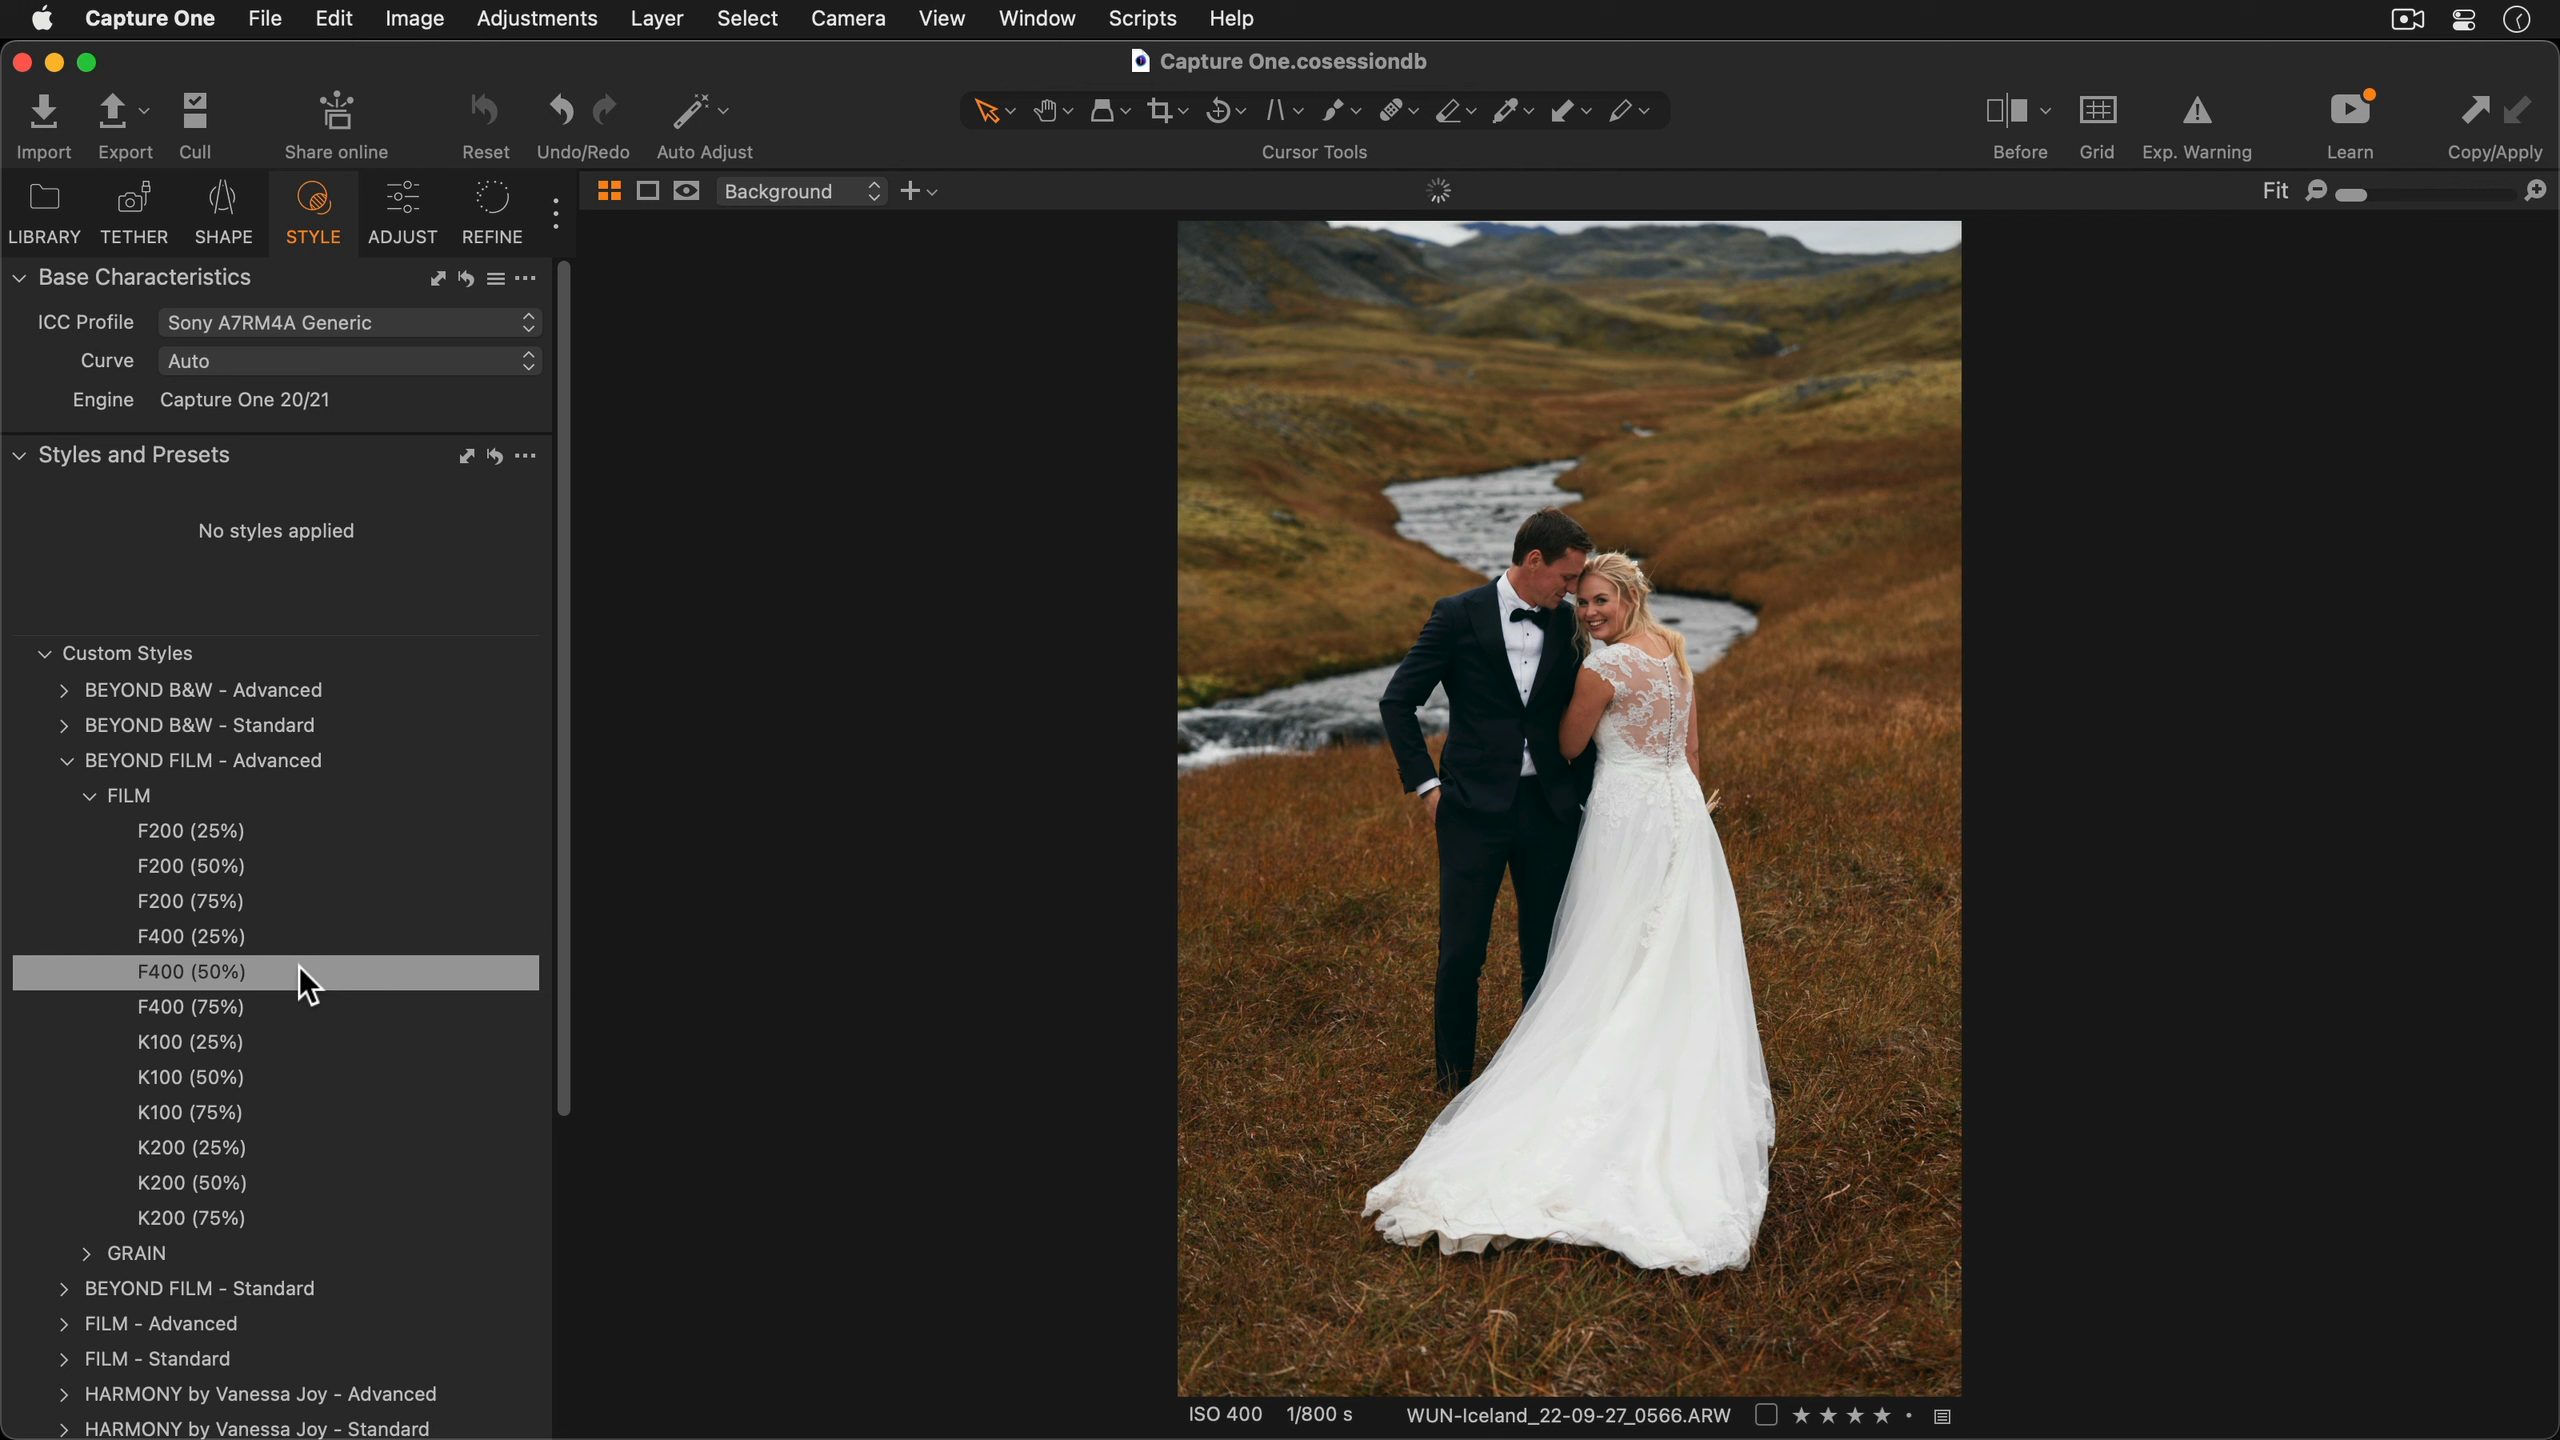 Capture One File Edit Image Adjustments Layer Select Camera View Window Scripts Help
Capture One.cosessiondb
Import Export Cull Share online Reset Undo/Redo Auto Adjust Cursor Tools Before Grid Exp. Warning Learn Copy/Apply
LIBRARY TETHER SHAPE STYLE ADJUST REFINE
Background
Fit
Base Characteristics
ICC Profile Sony A7RM4A Generic
Curve Auto
Engine Capture One 20/21
Styles and Presets
No styles applied
Custom Styles
BEYOND B&W - Advanced
BEYOND B&W - Standard
BEYOND FILM - Advanced
FILM
F200 (25%)
F200 (50%)
F200 (75%)
F400 (25%)
F400 (50%)
F400 (75%)
K100 (25%)
K100 (50%)
K100 (75%)
K200 (25%)
K200 (50%)
K200 (75%)
GRAIN
BEYOND FILM - Standard
FILM - Advanced
FILM - Standard
HARMONY by Vanessa Joy - Advanced
HARMONY by Vanessa Joy - Standard
ISO 400 1/800 s WUN-Iceland_22-09-27_0566.ARW